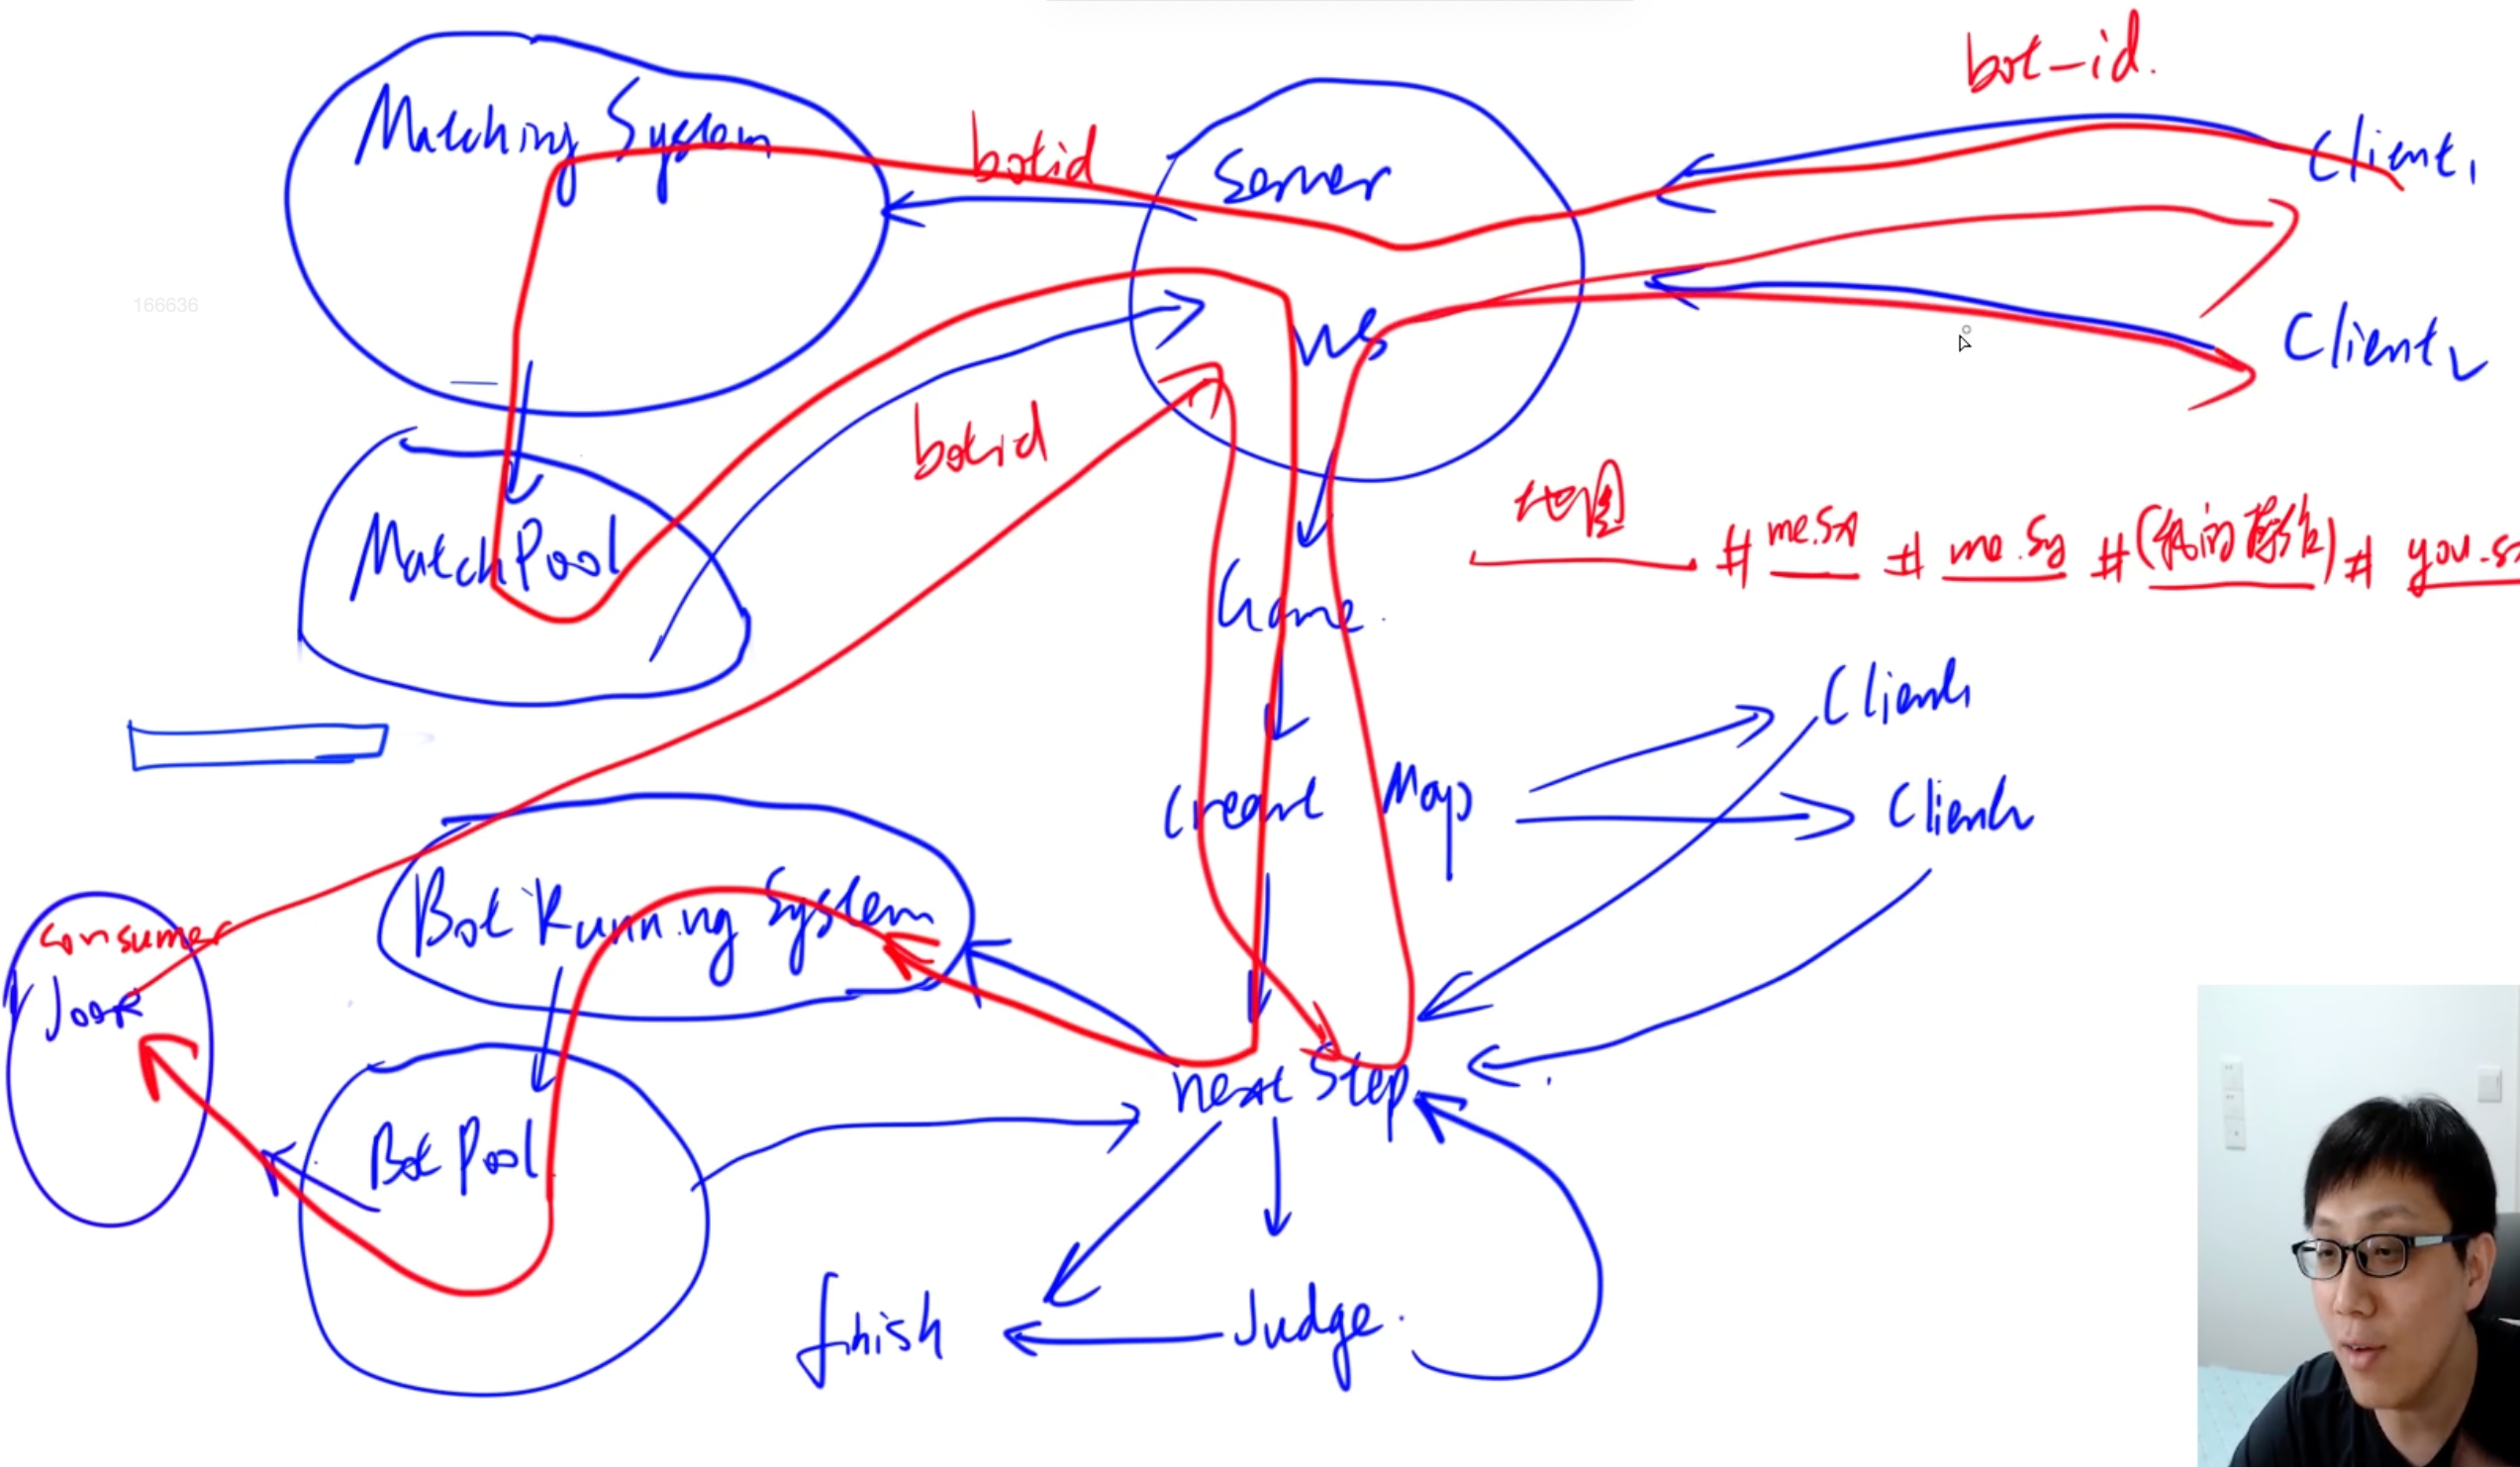 bot-id.
Matching System
botid
Server
Client1
166636
ws
Client2
botid
地图 # me.sx # me.sy # (我的操作) # you.s
MatchPool
Game.
Client1
Create Map
Client2
Bot Running System
Consumer
next step
Bot Pool
finish
Judge.